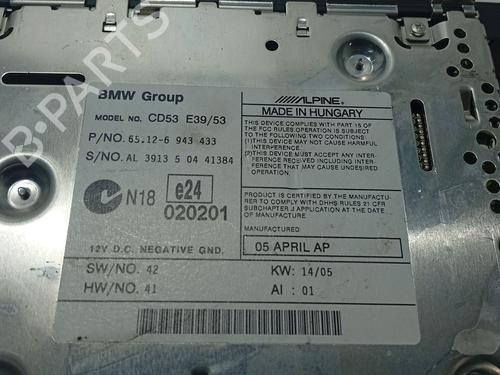 BMW Group
MODEL NO. CD53 E39/53
P/NO. 65.12-6 943 433
S/NO. AL 3913 5 04 41384
N18
e24
020201
12V D.C. NEGATIVE GND.
SW/NO. 42
HW/NO. 41
ALPINE
MADE IN HUNGARY
THIS DEVICE COMPLIES WITH PART 15 OF
THE FCC RULES OPERATION IS SUBJECT
TO THE FOLLOWING TWO CONDITIONS:
(1)THIS DEVICE MAY NOT CAUSE HARMFUL
INTERFERENCE
(2)THIS DEVICE MUST ACCEPT ANY INTER-
FERENCE RECEIVED, INCLUDING INTER-
FERENCE THAT MAY CAUSE UNDESIRED
OPERATION.
PRODUCT IS CERTIFIED BY THE MANUFACTU-
RER TO COMPLY WITH DHHS RULES 21 CFR
SUBCHAPTER J APPLICATION AT THE DATE
OF MANUFACTURE.
MANUFACTURED:
05 APRIL AP
KW: 14/05
AI : 01
B-PARTS